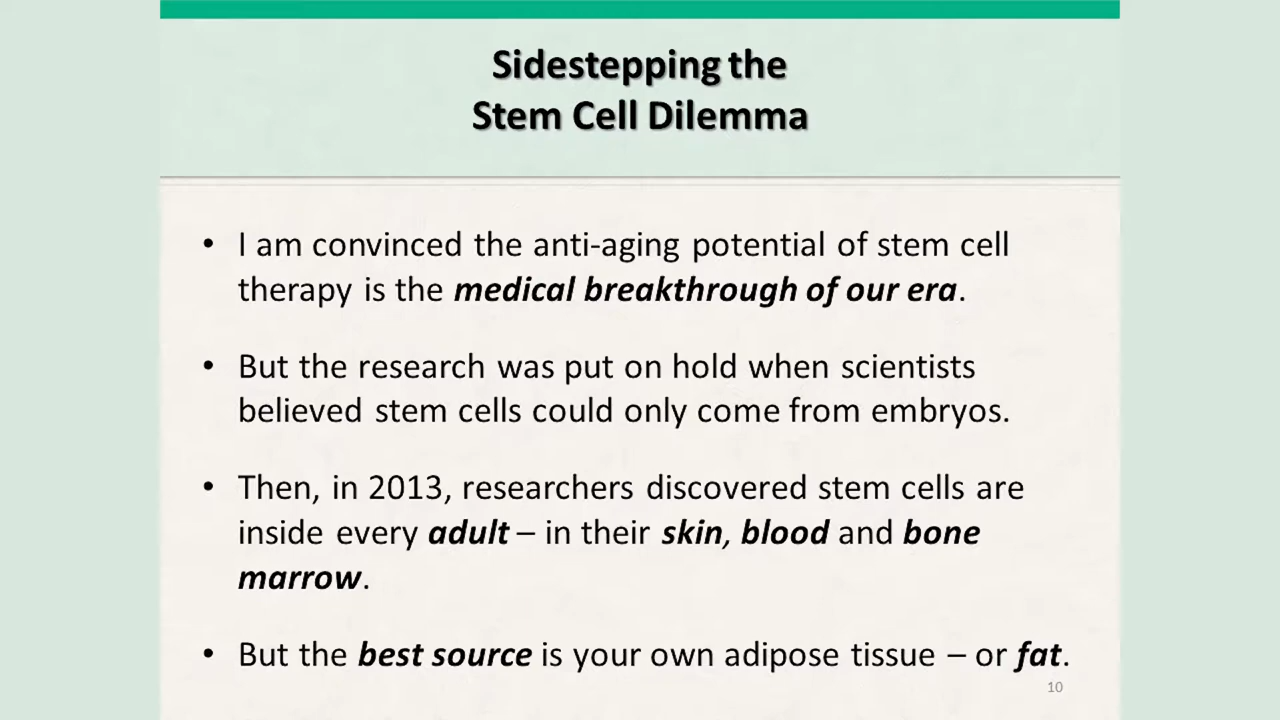 Sidestepping the
Stem Cell Dilemma
• I am convinced the anti-aging potential of stem cell
therapy is the medical breakthrough of our era.
• But the research was put on hold when scientists
believed stem cells could only come from embryos.
• Then, in 2013, researchers discovered stem cells are
inside every adult – in their skin, blood and bone
marrow.
• But the best source is your own adipose tissue – or fat.
10